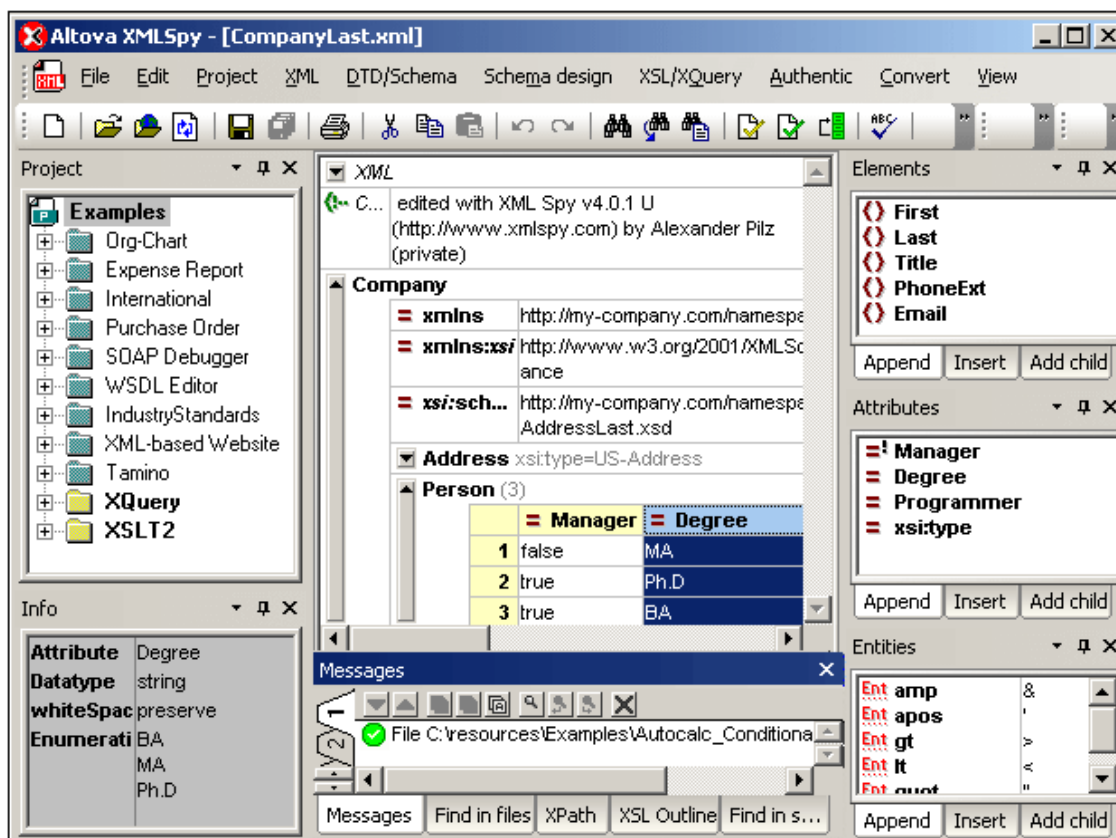 Altova XMLSpy - [CompanyLast.xml]
File Edit Project XML DTD/Schema Schema design XSL/XQuery Authentic Convert View
Project
Examples
Org-Chart
Expense Report
International
Purchase Order
SOAP Debugger
WSDL Editor
IndustryStandards
XML-based Website
Tamino
XQuery
XSLT2
Info
Attribute Degree
Datatype string
whiteSpac preserve
Enumerati BA
MA
Ph.D
XML
C... edited with XML Spy v4.0.1 U
(http://www.xmlspy.com) by Alexander Pilz
(private)
Company
= xmlns http://my-company.com/namespa
= xmlns:xsi http://www.w3.org/2001/XMLSc
ance
= xsi:sch... http://my-company.com/namespa
AddressLast.xsd
Address xsi:type=US-Address
Person (3)
= Manager = Degree
1 false MA
2 true Ph.D
3 true BA
Messages
1
2
File C:\resources\Examples\Autocalc_Conditiona
Messages Find in files XPath XSL Outline Find in s...
Elements
First
Last
Title
PhoneExt
Email
Append Insert Add child
Attributes
=! Manager
= Degree
= Programmer
= xsi:type
Append Insert Add child
Entities
Ent amp &
Ent apos '
Ent gt >
Ent lt <
Ent quot "
Append Insert Add child